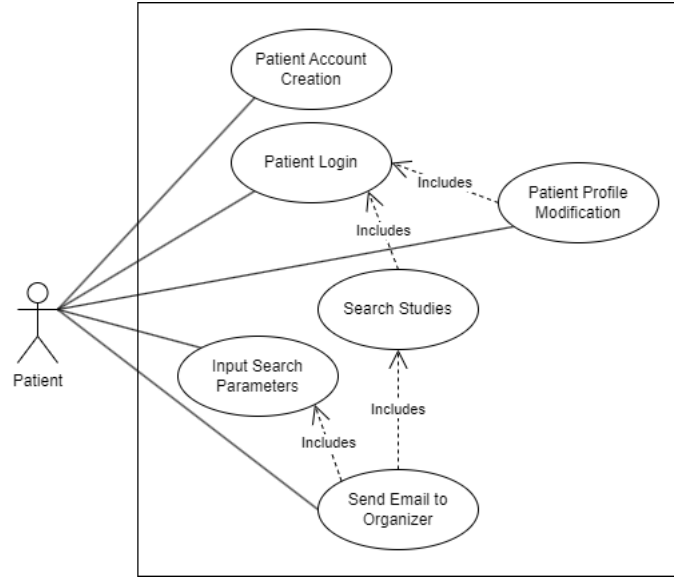 Patient Account
Creation
Patient Login
Includes
Patient Profile
Modification
Includes
Search Studies
Patient
Input Search
Parameters
Includes
Includes
Send Email to
Organizer